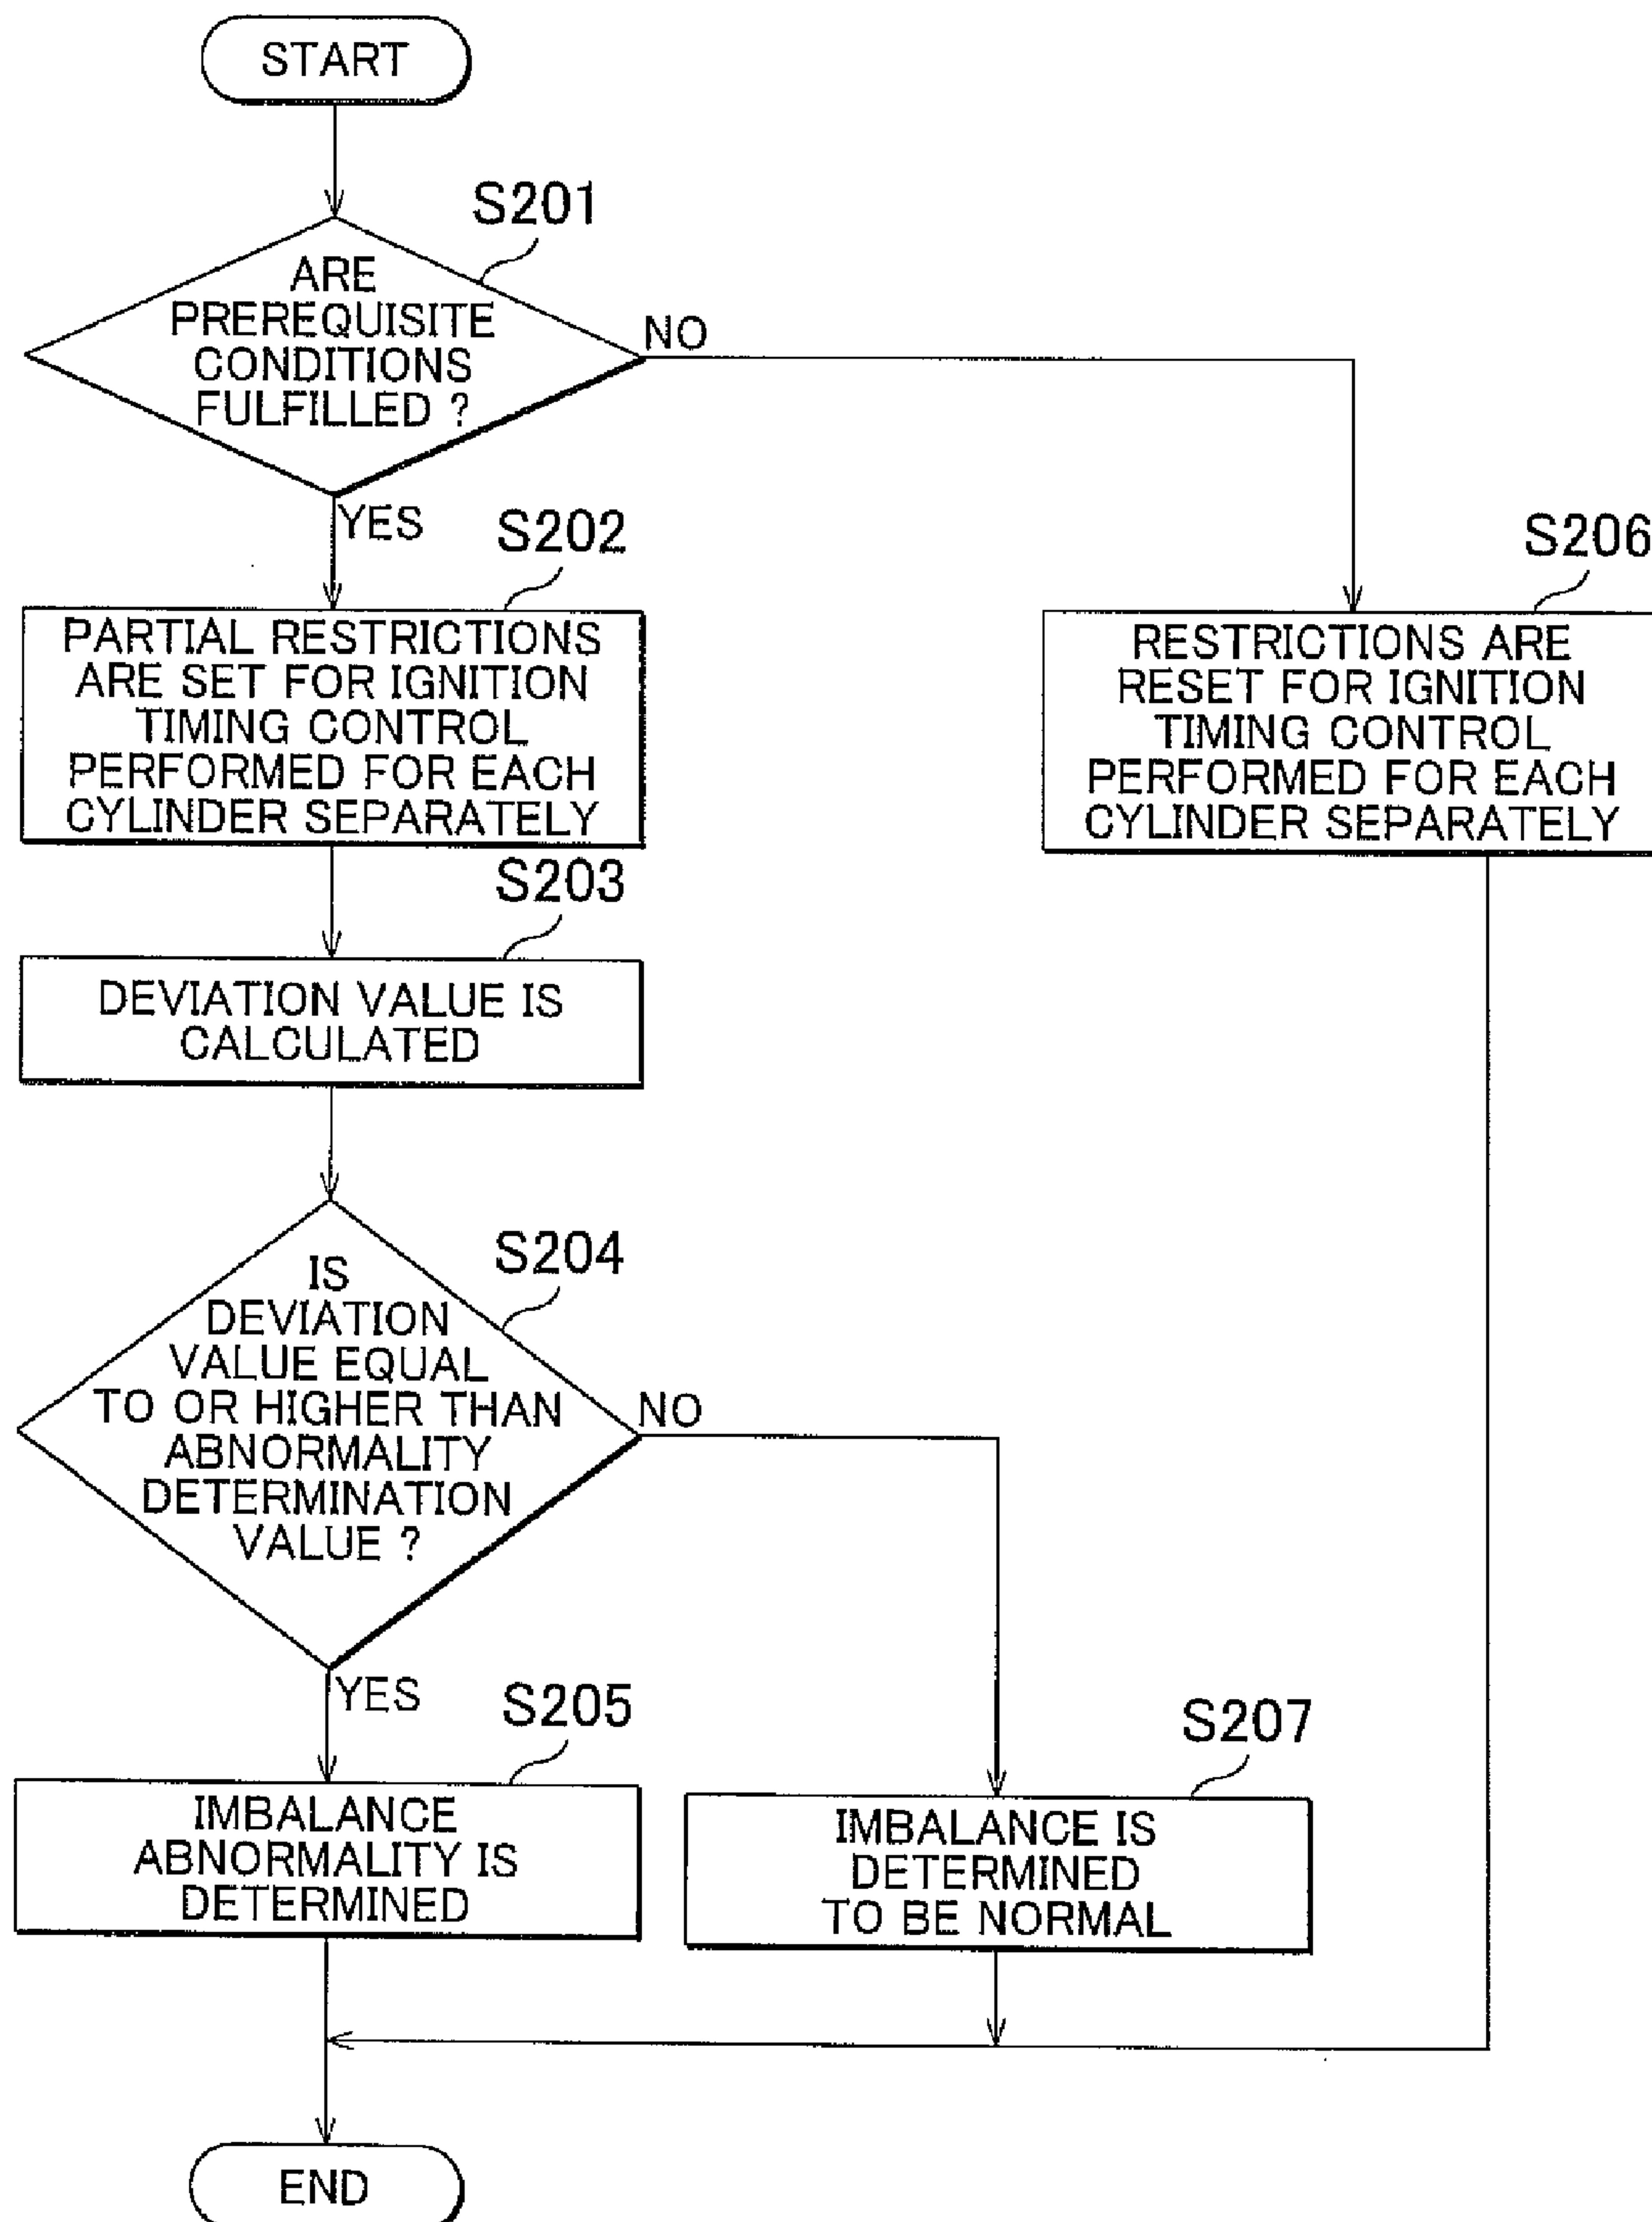 START
S201
ARE
PREREQUISITE
CONDITIONS
FULFILLED ?
NO
YES
S202
PARTIAL RESTRICTIONS
ARE SET FOR IGNITION
TIMING CONTROL
PERFORMED FOR EACH
CYLINDER SEPARATELY
S206
RESTRICTIONS ARE
RESET FOR IGNITION
TIMING CONTROL
PERFORMED FOR EACH
CYLINDER SEPARATELY
S203
DEVIATION VALUE IS
CALCULATED
S204
IS
DEVIATION
VALUE EQUAL
TO OR HIGHER THAN
ABNORMALITY
DETERMINATION
VALUE ?
NO
YES
S205
IMBALANCE
ABNORMALITY IS
DETERMINED
S207
IMBALANCE IS
DETERMINED
TO BE NORMAL
END